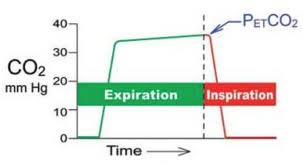 40
PETCO2
30
CO2
mm Hg
20
Expiration Inspiration
10
0
Time